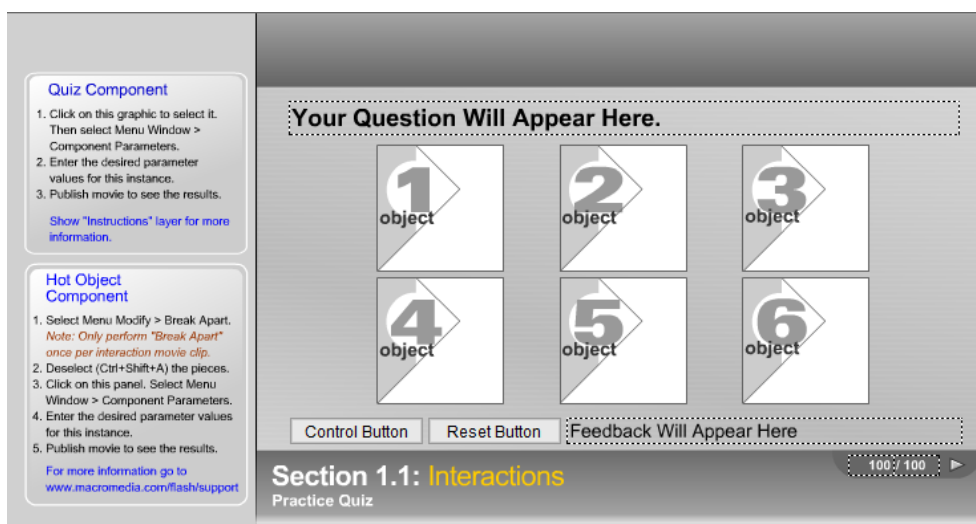 Quiz Component
1. Click on this graphic to select it.
Then select Menu Window >
Component Parameters.
2. Enter the desired parameter
values for this instance.
3. Publish movie to see the results.
Show "Instructions" layer for more
information.
Hot Object
Component
1. Select Menu Modify > Break Apart.
Note: Only perform "Break Apart"
once per interaction movie clip.
2. Deselect (Ctrl+Shift+A) the pieces.
3. Click on this panel. Select Menu
Window > Component Parameters.
4. Enter the desired parameter values
for this instance.
5. Publish movie to see the results.
For more information go to
www.macromedia.com/flash/support
Your Question Will Appear Here.
1 2 3
object object object
4 5 6
object object object
Control Button Reset Button Feedback Will Appear Here
Section 1.1: Interactions
Practice Quiz
100 / 100